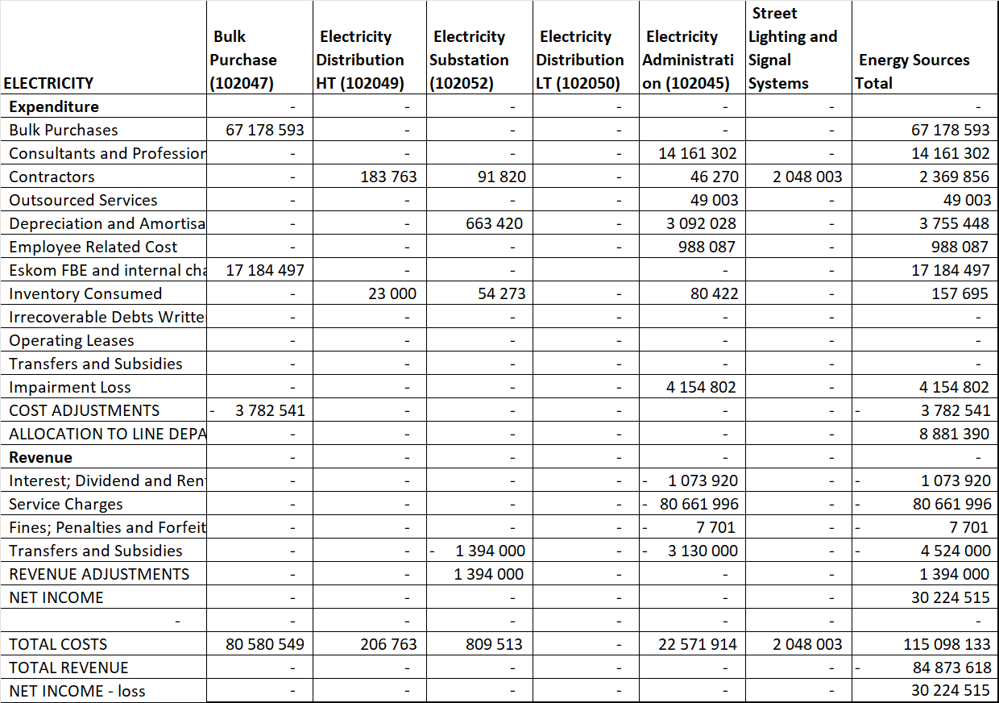 ELECTRICITY | Bulk Purchase (102047) | Electricity Distribution HT (102049) | Electricity Substation (102052) | Electricity Distribution LT (102050) | Electricity Administrati on (102045) | Street Lighting and Signal Systems | Energy Sources Total
Expenditure | - | - | - | - | - | - | -
Bulk Purchases | 67 178 593 | - | - | - | - | - | 67 178 593
Consultants and Profession | - | - | - | - | 14 161 302 | - | 14 161 302
Contractors | - | 183 763 | 91 820 | - | 46 270 | 2 048 003 | 2 369 856
Outsourced Services | - | - | - | - | 49 003 | - | 49 003
Depreciation and Amortisa | - | - | 663 420 | - | 3 092 028 | - | 3 755 448
Employee Related Cost | - | - | - | - | 988 087 | - | 988 087
Eskom FBE and internal cha | 17 184 497 | - | - | - | - | - | 17 184 497
Inventory Consumed | - | 23 000 | 54 273 | - | 80 422 | - | 157 695
Irrecoverable Debts Writte | - | - | - | - | - | - | -
Operating Leases | - | - | - | - | - | - | -
Transfers and Subsidies | - | - | - | - | - | - | -
Impairment Loss | - | - | - | - | 4 154 802 | - | 4 154 802
COST ADJUSTMENTS | - 3 782 541 | - | - | - | - | - | - 3 782 541
ALLOCATION TO LINE DEPA | - | - | - | - | - | - | 8 881 390
Revenue | - | - | - | - | - | - | -
Interest; Dividend and Ren | - | - | - | - | - 1 073 920 | - | - 1 073 920
Service Charges | - | - | - | - | - 80 661 996 | - | - 80 661 996
Fines; Penalties and Forfeit | - | - | - | - | - 7 701 | - | - 7 701
Transfers and Subsidies | - | - | - 1 394 000 | - | - 3 130 000 | - | - 4 524 000
REVENUE ADJUSTMENTS | - | - | 1 394 000 | - | - | - | 1 394 000
NET INCOME | - | - | - | - | - | - | 30 224 515
- | - | - | - | - | - | - | -
TOTAL COSTS | 80 580 549 | 206 763 | 809 513 | - | 22 571 914 | 2 048 003 | 115 098 133
TOTAL REVENUE | - | - | - | - | - | - | - 84 873 618
NET INCOME - loss | - | - | - | - | - | - | 30 224 515